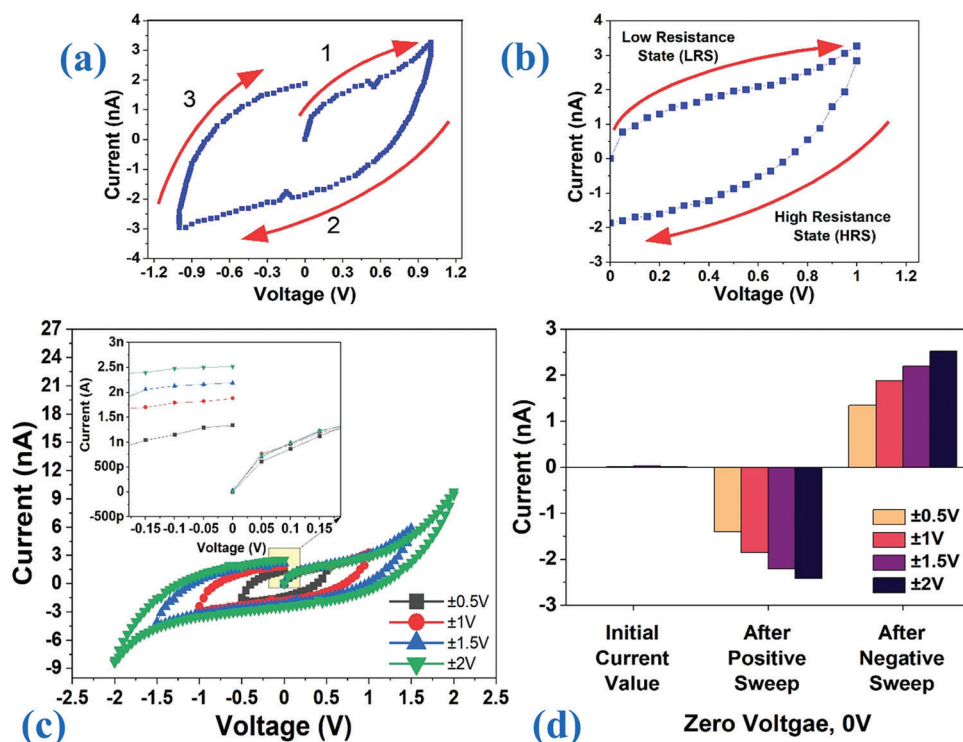 (a)
Current (nA)
4
3
2
1
0
-1
-2
-3
-4
1
2
3
-1.2 -0.9 -0.6 -0.3 0.0 0.3 0.6 0.9 1.2
Voltage (V)
(b)
Current (nA)
4
3
2
1
0
-1
-2
-3
Low Resistance
State (LRS)
High Resistance
State (HRS)
0 0.2 0.4 0.6 0.8 1 1.2
Voltage (V)
(c)
Current (nA)
27
24
21
18
15
12
9
6
3
0
-3
-6
-9
Current (A)
3n
2.5n
2n
1.5n
1n
500p
0
-500p
-0.15 -0.1 -0.05 0 0.05 0.1 0.15
Voltage (V)
±0.5V
±1V
±1.5V
±2V
-2.5 -2 -1.5 -1 -0.5 0 0.5 1 1.5 2 2.5
Voltage (V)
(d)
Current (nA)
3
2
1
0
-1
-2
-3
±0.5V
±1V
±1.5V
±2V
Initial
Current
Value
After
Positive
Sweep
After
Negative
Sweep
Zero Voltgae, 0V